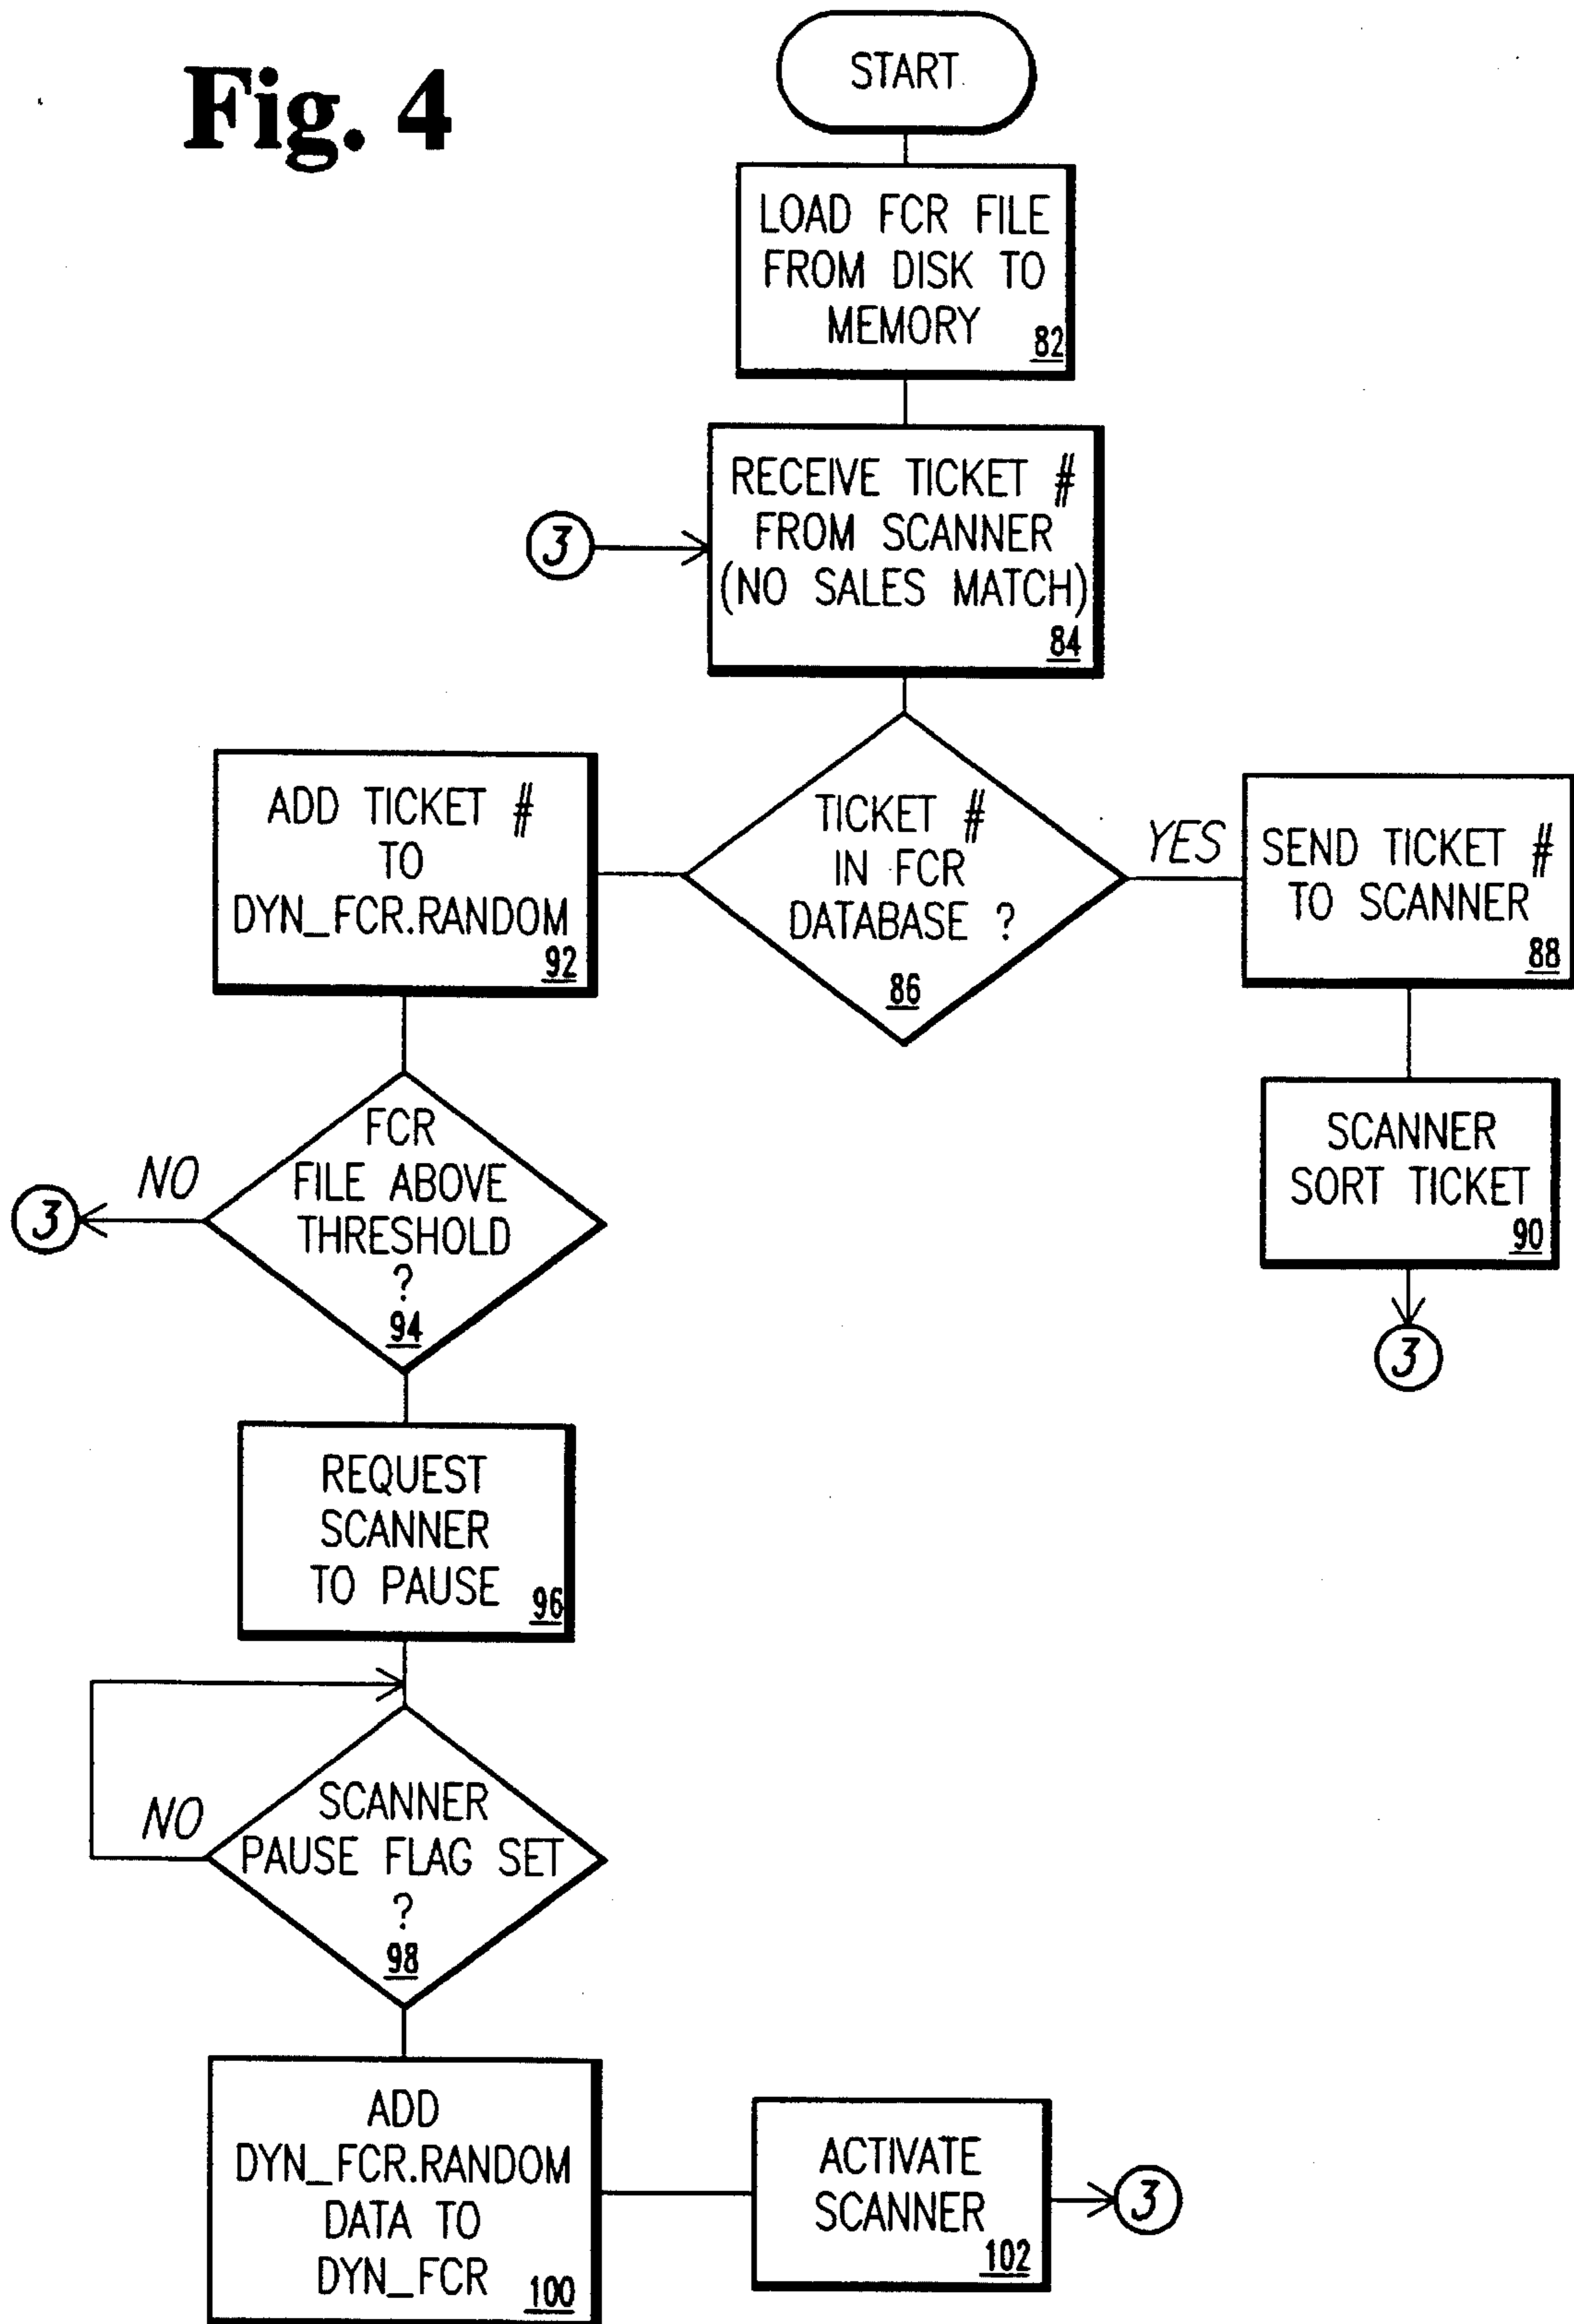 Fig. 4
START
LOAD FCR FILE
FROM DISK TO
MEMORY
82
RECEIVE TICKET #
FROM SCANNER
(NO SALES MATCH)
84
3
TICKET #
IN FCR
DATABASE ?
86
YES
SEND TICKET #
TO SCANNER
88
SCANNER
SORT TICKET
90
3
ADD TICKET #
TO
DYN_FCR.RANDOM
92
FCR
FILE ABOVE
THRESHOLD
?
94
NO
3
REQUEST
SCANNER
TO PAUSE
96
SCANNER
PAUSE FLAG SET
?
98
NO
ADD
DYN_FCR.RANDOM
DATA TO
DYN_FCR
100
ACTIVATE
SCANNER
102
3